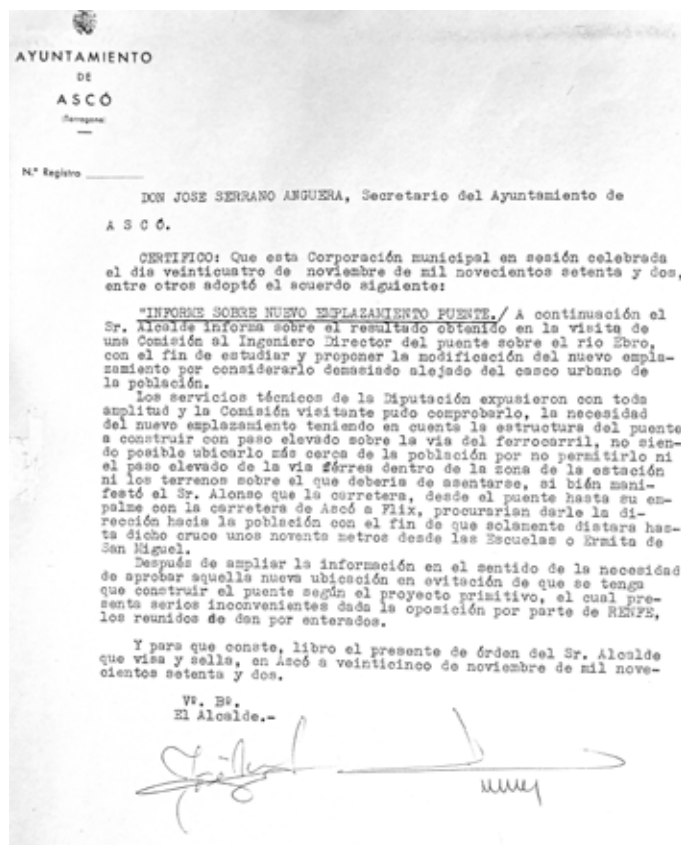 AYUNTAMIENTO
DE
ASCÓ
(Tarragona)
N.º Registro
DON JOSE SERRANO ANGUERA, Secretario del Ayuntamiento de
A S C Ó.
CERTIFICO: Que esta Corporación municipal en sesión celebrada
el dia veinticuatro de noviembre de mil novecientos setenta y dos,
entre otros adoptó el acuerdo siguiente:
"INFORME SOBRE NUEVO EMPLAZAMIENTO PUENTE./ A continuación el
Sr. Alcalde informa sobre el resultado obtenido en la visita de
una Comisión al Ingeniero Director del puente sobre el rio Ebro,
con el fin de estudiar y proponer la modificación del nuevo empla-
zamiento por considerarlo demasiado alejado del casco urbano de
la población.
Los servicios técnicos de la Diputación expusieron con toda
amplitud y la Comisión visitante pudo comprobarlo, la necesidad
del nuevo emplazamiento teniendo en cuenta la estructura del puente
a construir con paso elevado sobre la via del ferrocarril, no sien-
do posible ubicarlo más cerca de la población por no permitirlo ni
el paso elevado de la via férrea dentro de la zona de la estación
ni los terrenos sobre el que deberia de asentarse, si bién mani-
festó el Sr. Alonso que la carretera, desde el puente hasta su em-
palme con la carretera de Ascó a Flix, procurarian darle la di-
rección hacia la población con el fin de que solamente distara has-
ta dicho cruce unos noventa metros desde las Escuelas o Ermita de
San Miguel.
Después de ampliar la información en el sentido de la necesidad
de aprobar aquella nueva ubicación en evitación de que se tenga
que construir el puente según el proyecto primitivo, el cual pre-
senta serios inconvenientes dada la oposición por parte de RENFE,
los reunidos de dan por enterados.
Y para que conste, libro el presente de órden del Sr. Alcalde
que visa y sella, en Ascó a veinticinco de noviembre de mil nove-
cientos setenta y dos.
Vº. Bº.
El Alcalde.-